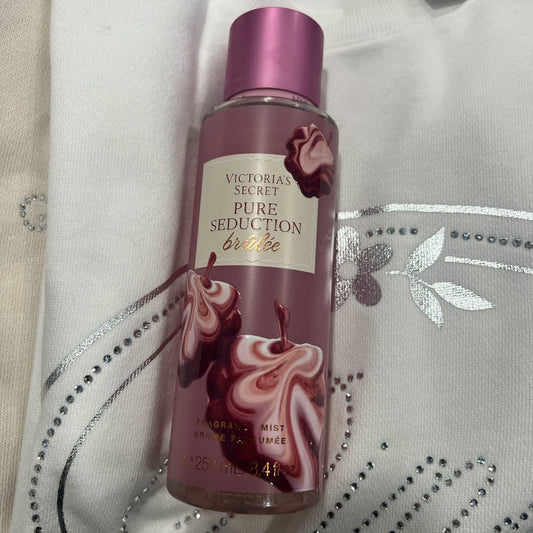 VICTORIA'S
SECRET
PURE
SEDUCTION
brûlée
FRAGRANCE MIST
BRUME PARFUMÉE
250 mL 8.4 fl oz